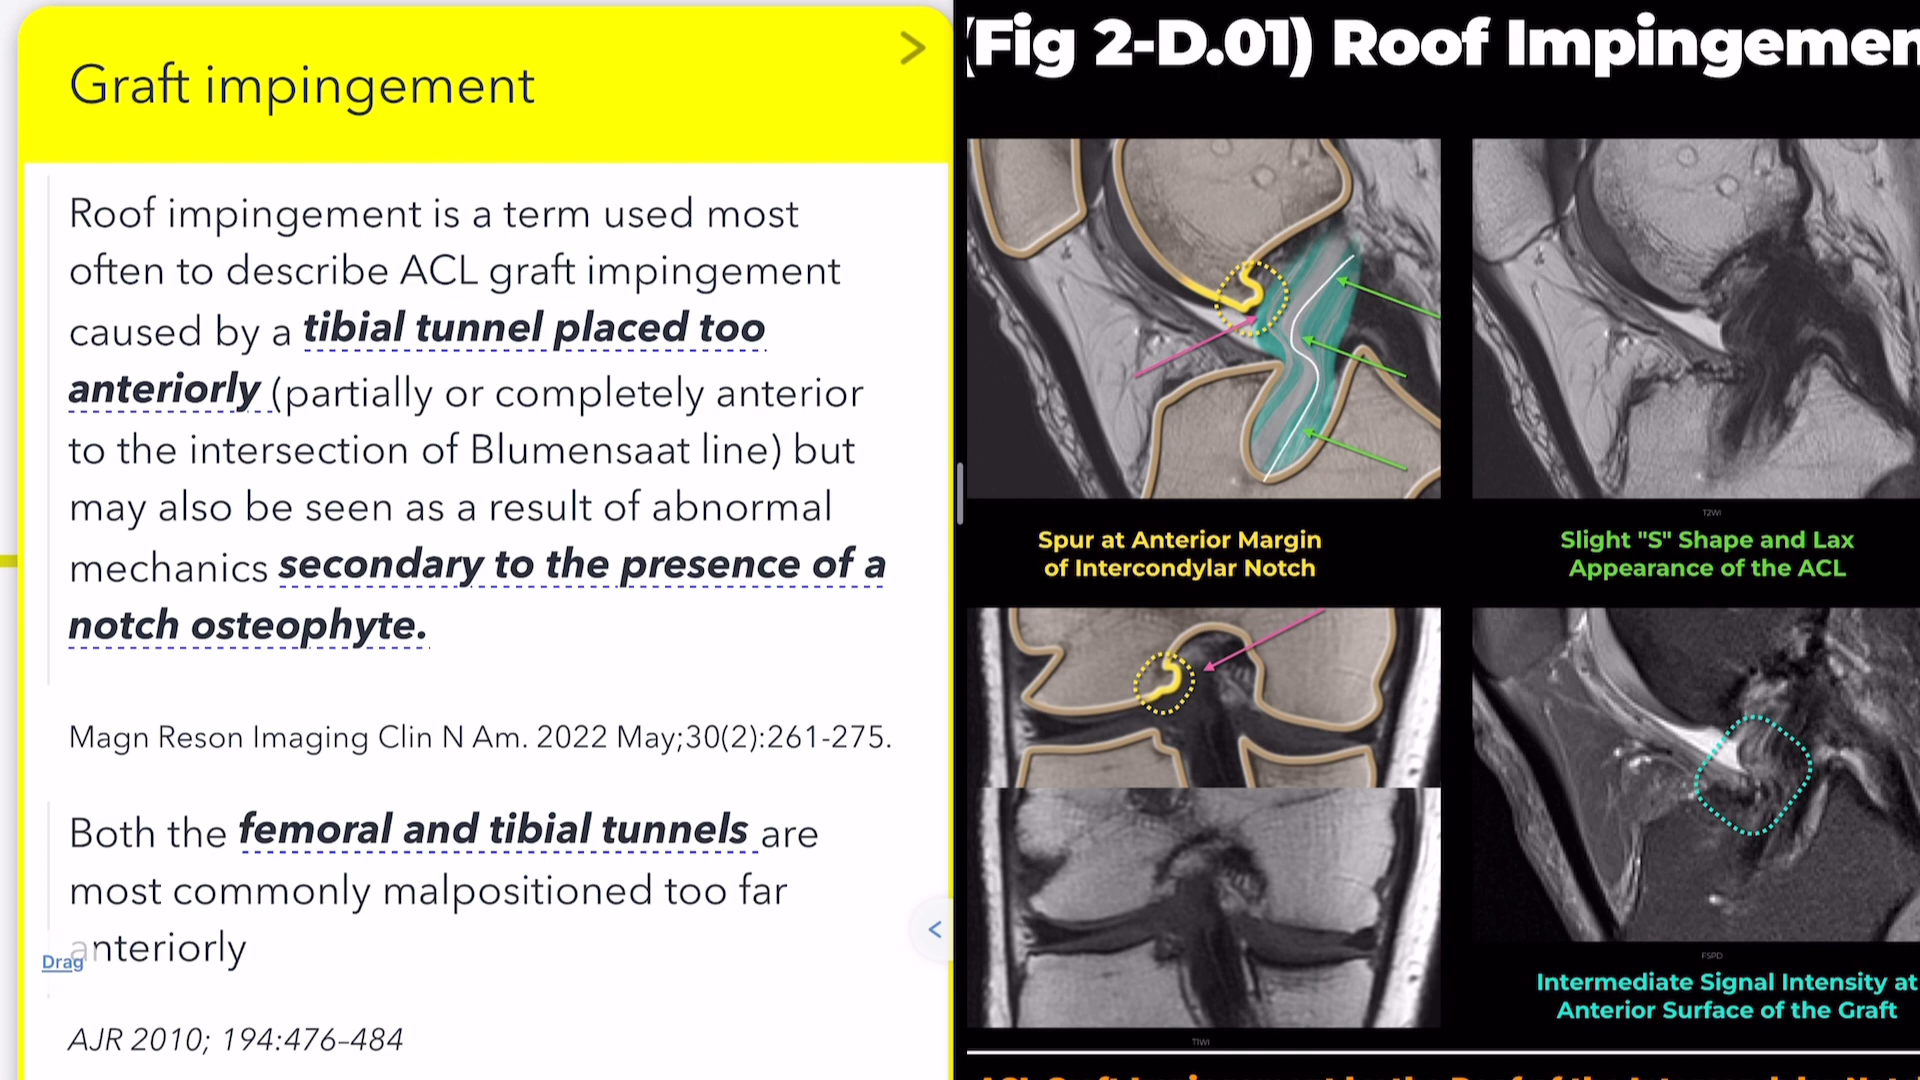 Graft impingement
Roof impingement is a term used most
often to describe ACL graft impingement
caused by a tibial tunnel placed too
anteriorly (partially or completely anterior
to the intersection of Blumensaat line) but
may also be seen as a result of abnormal
mechanics secondary to the presence of a
notch osteophyte.
Magn Reson Imaging Clin N Am. 2022 May;30(2):261-275.
Both the femoral and tibial tunnels are
most commonly malpositioned too far
anteriorly
Drag
AJR 2010; 194:476-484
(Fig 2-D.01) Roof Impingemen
T2WI
Spur at Anterior Margin
of Intercondylar Notch
Slight "S" Shape and Lax
Appearance of the ACL
FSPD
Intermediate Signal Intensity at
Anterior Surface of the Graft
T1WI